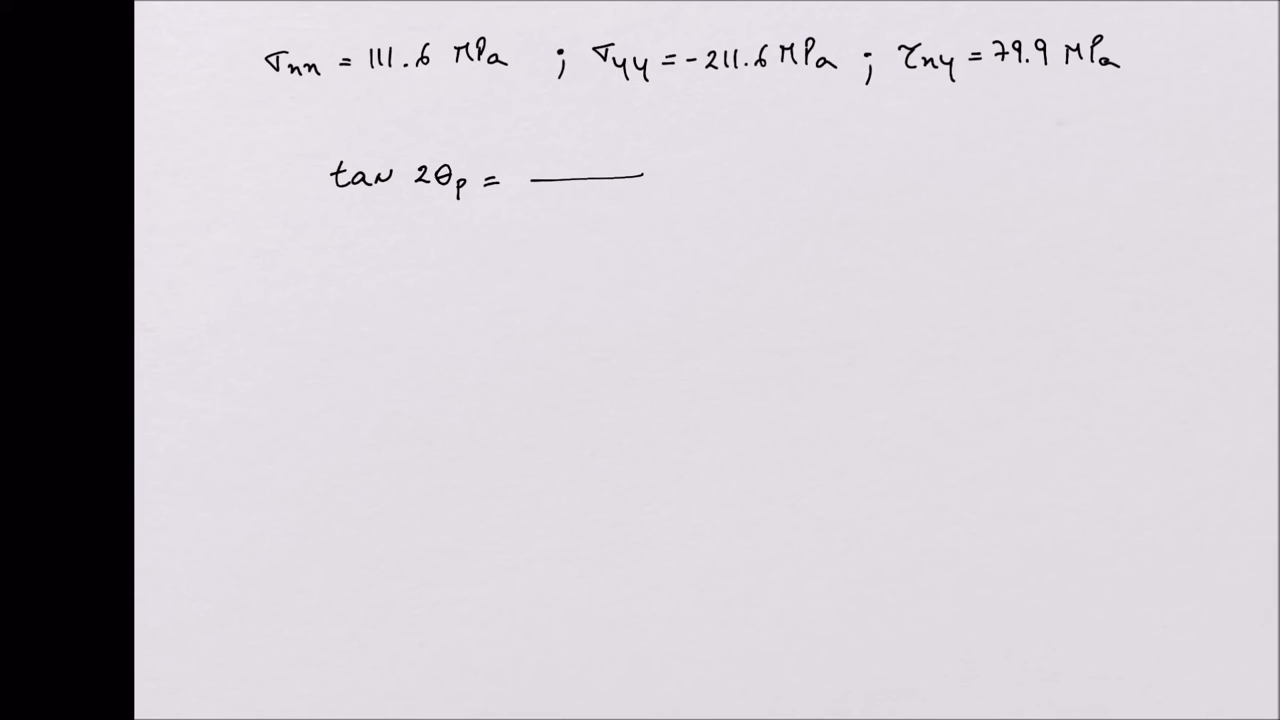 σxx = 111.6 MPa ; σyy = -211.6 MPa ; τxy = 79.9 MPa
tan 2θp =